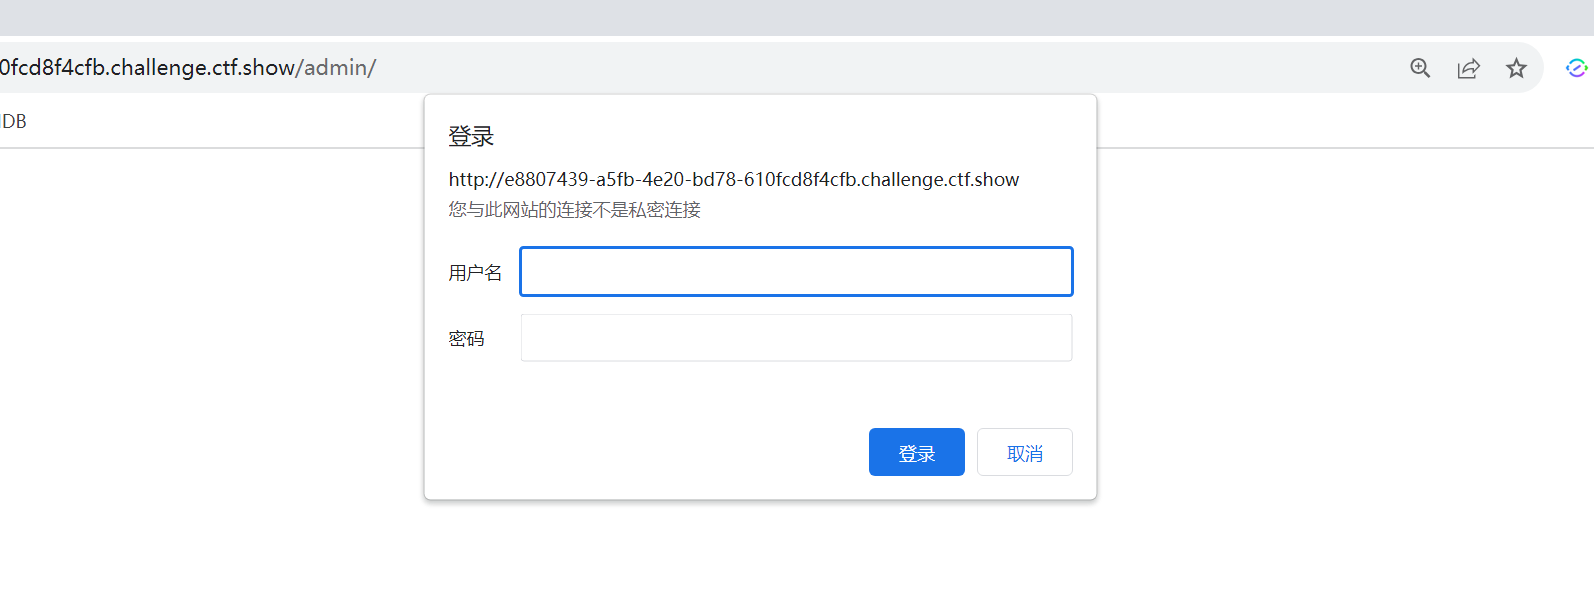 0fcd8f4cfb.challenge.ctf.show/admin/
DB
登录
http://e8807439-a5fb-4e20-bd78-610fcd8f4cfb.challenge.ctf.show
您与此网站的连接不是私密连接
用户名
密码
登录 取消